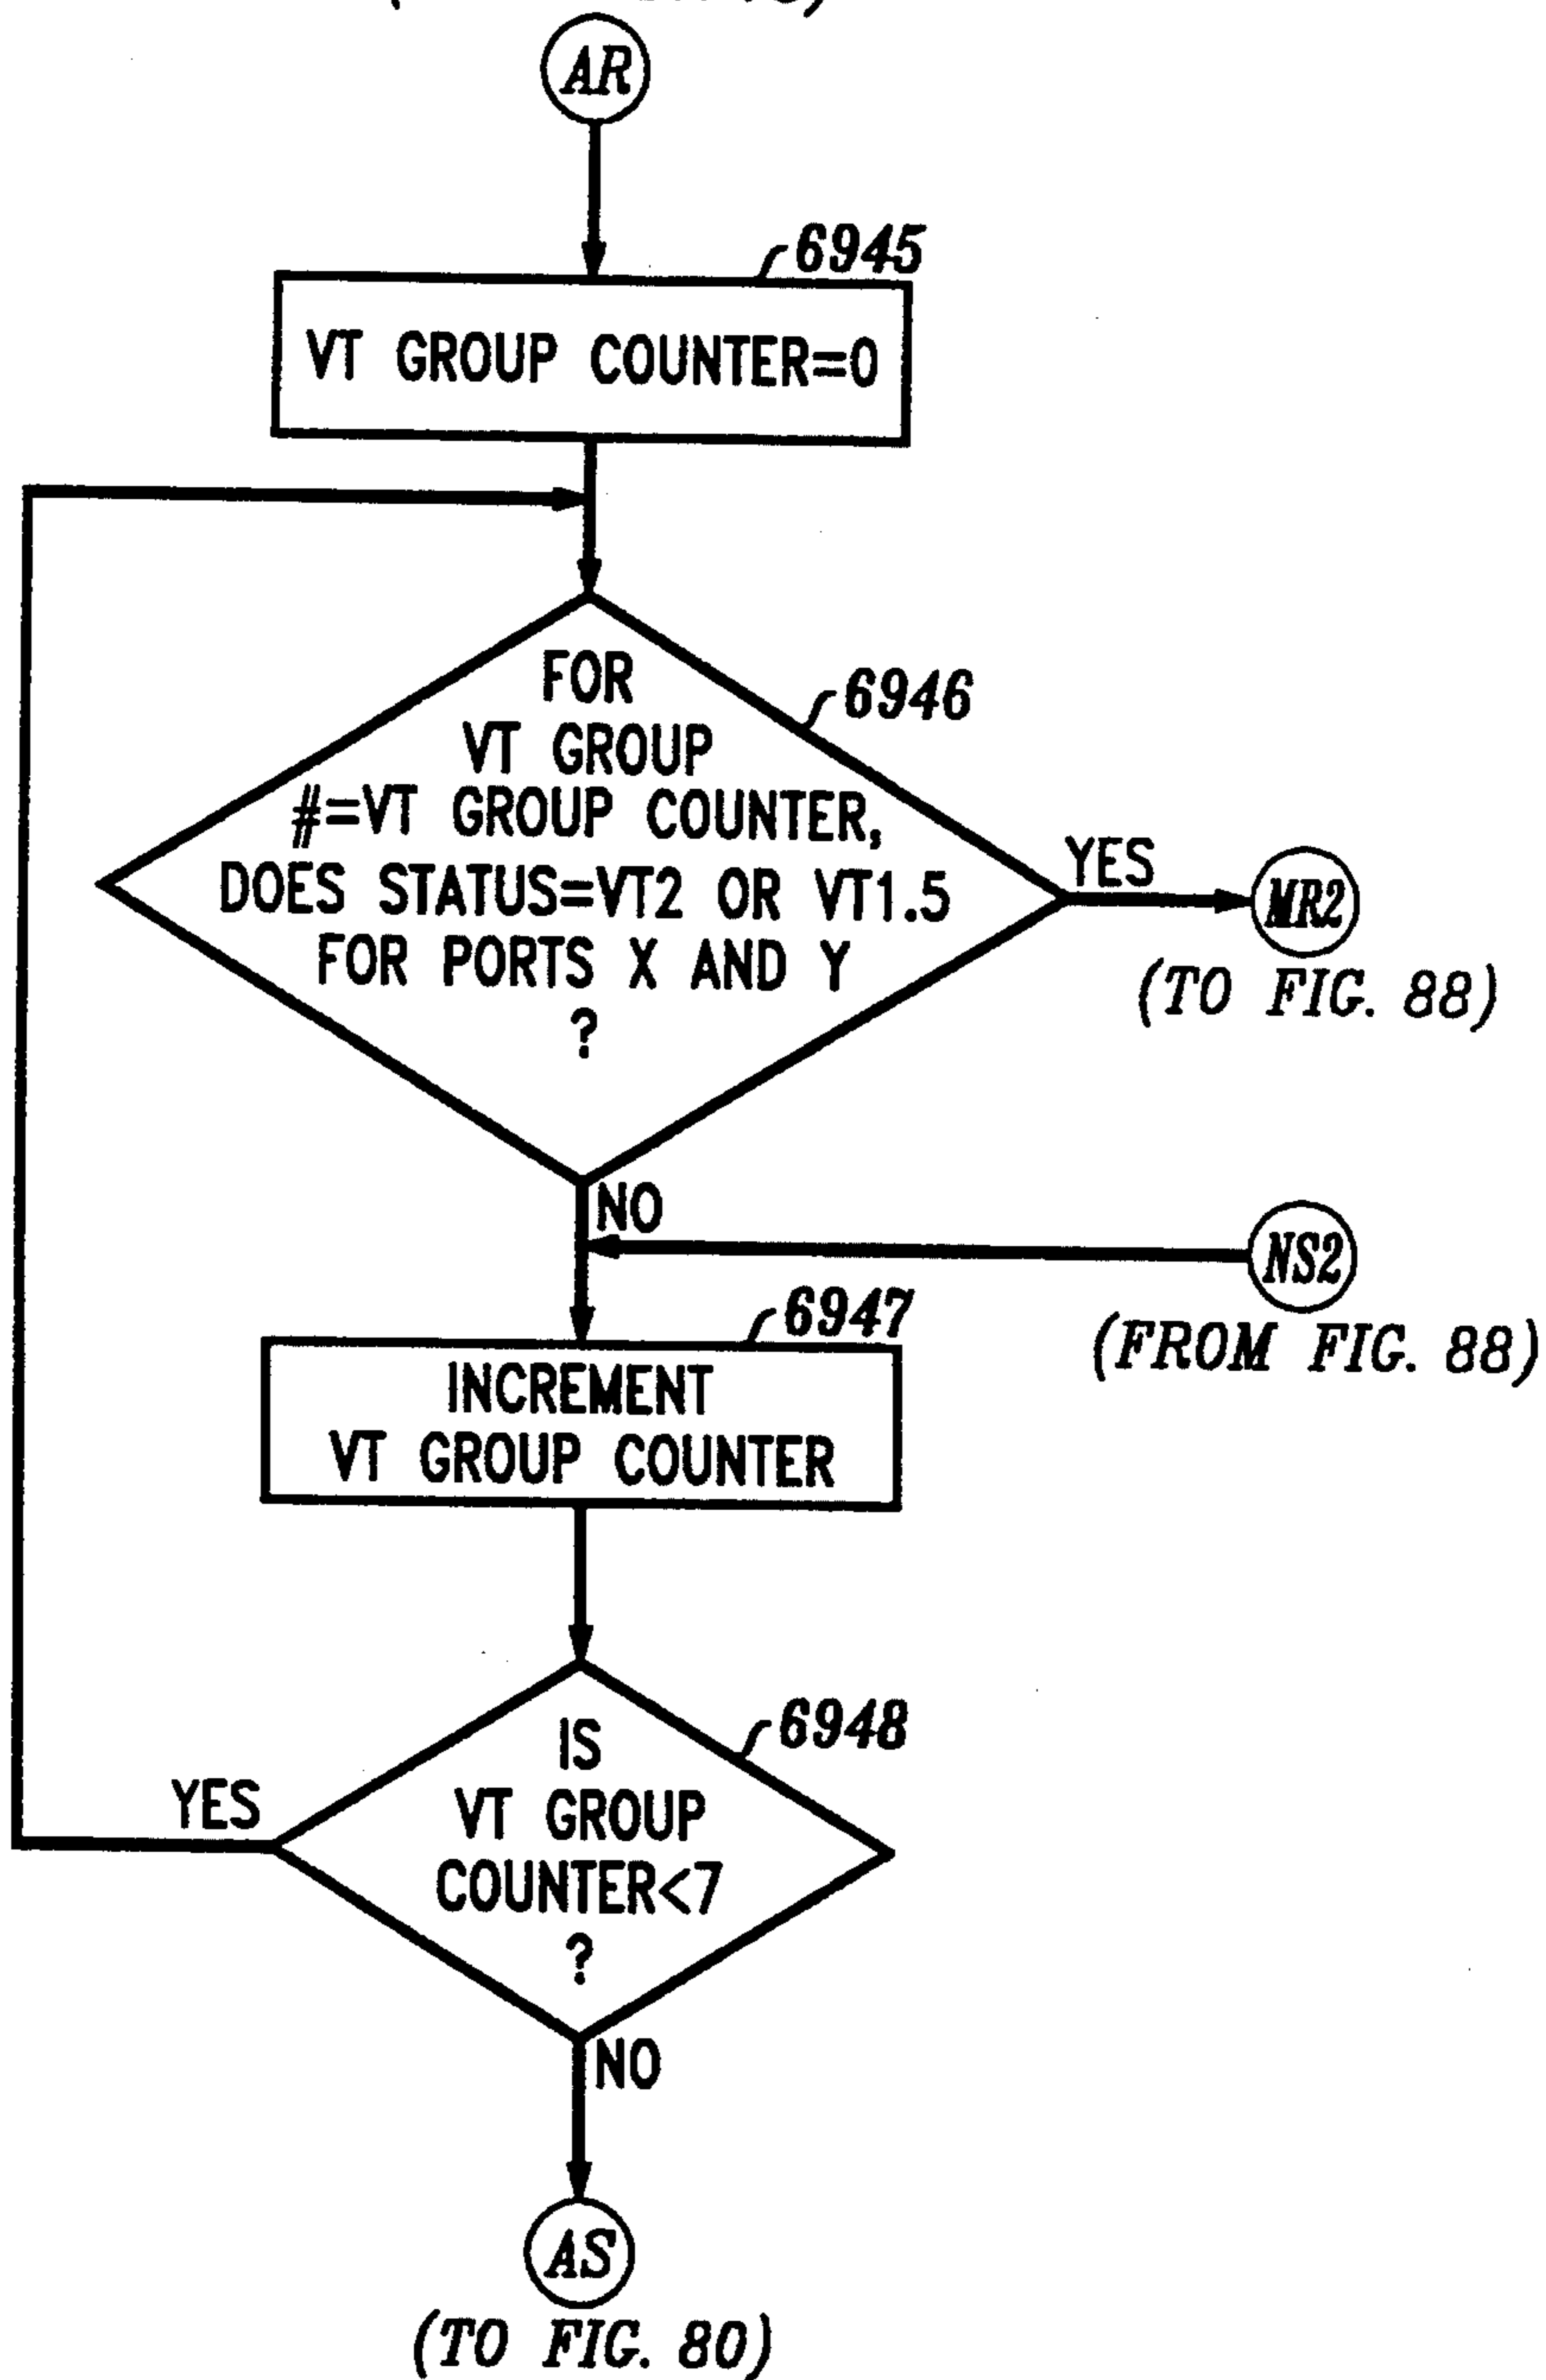 AR
6945
VT GROUP COUNTER=0
FOR
VT GROUP
6946
#=VT GROUP COUNTER,
DOES STATUS=VT2 OR VT1.5
FOR PORTS X AND Y
?
YES
MR2
(TO FIG. 88)
NO
NS2
(FROM FIG. 88)
6947
INCREMENT
VT GROUP COUNTER
IS
6948
VT GROUP
COUNTER<7
?
YES
NO
AS
(TO FIG. 80)